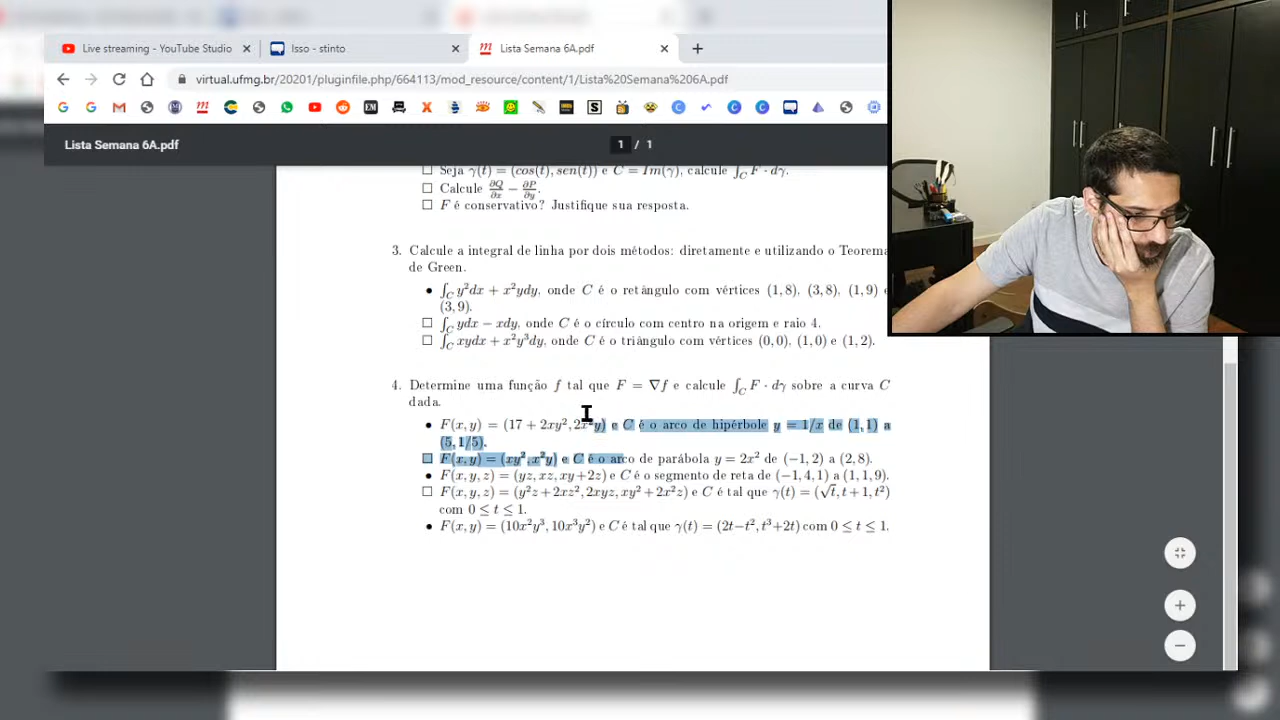 Live streaming - YouTube Studio
Isso - stinto
Lista Semana 6A.pdf
virtual.ufmg.br/20201/pluginfile.php/664113/mod_resource/content/1/Lista%20Semana%206A.pdf
Lista Semana 6A.pdf
1 / 1
☐ Seja γ(t) = (cos(t), sen(t)) e C = Im(γ), calcule ∫_C F · dγ.
☐ Calcule ∂Q/∂x − ∂P/∂y.
☐ F é conservativo? Justifique sua resposta.
3. Calcule a integral de linha por dois métodos: diretamente e utilizando o Teorema
de Green.
• ∫_C y²dx + x²ydy, onde C é o retângulo com vértices (1, 8), (3, 8), (1, 9) e
(3, 9).
☐ ∫_C ydx − xdy, onde C é o círculo com centro na origem e raio 4.
☐ ∫_C xydx + x²y³dy, onde C é o triângulo com vértices (0, 0), (1, 0) e (1, 2).
4. Determine uma função f tal que F = ∇f e calcule ∫_C F · dγ sobre a curva C
dada.
• F(x, y) = (17 + 2xy², 2x²y) e C é o arco de hipérbole y = 1/x de (1, 1) a
(5, 1/5).
☐ F(x, y) = (xy², x²y) e C é o arco de parábola y = 2x² de (−1, 2) a (2, 8).
• F(x, y, z) = (yz, xz, xy + 2z) e C é o segmento de reta de (−1, 4, 1) a (1, 1, 9).
☐ F(x, y, z) = (y²z + 2xz², 2xyz, xy² + 2x²z) e C é tal que γ(t) = (√t, t + 1, t²)
com 0 ≤ t ≤ 1.
• F(x, y) = (10x²y³, 10x³y²) e C é tal que γ(t) = (2t − t², t³ + 2t) com 0 ≤ t ≤ 1.